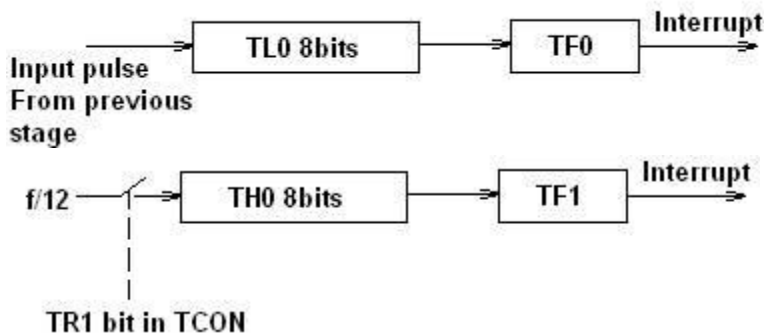 TL0 8bits
TF0
Interrupt
Input pulse
From previous
stage
f/12
TH0 8bits
TF1
Interrupt
TR1 bit in TCON